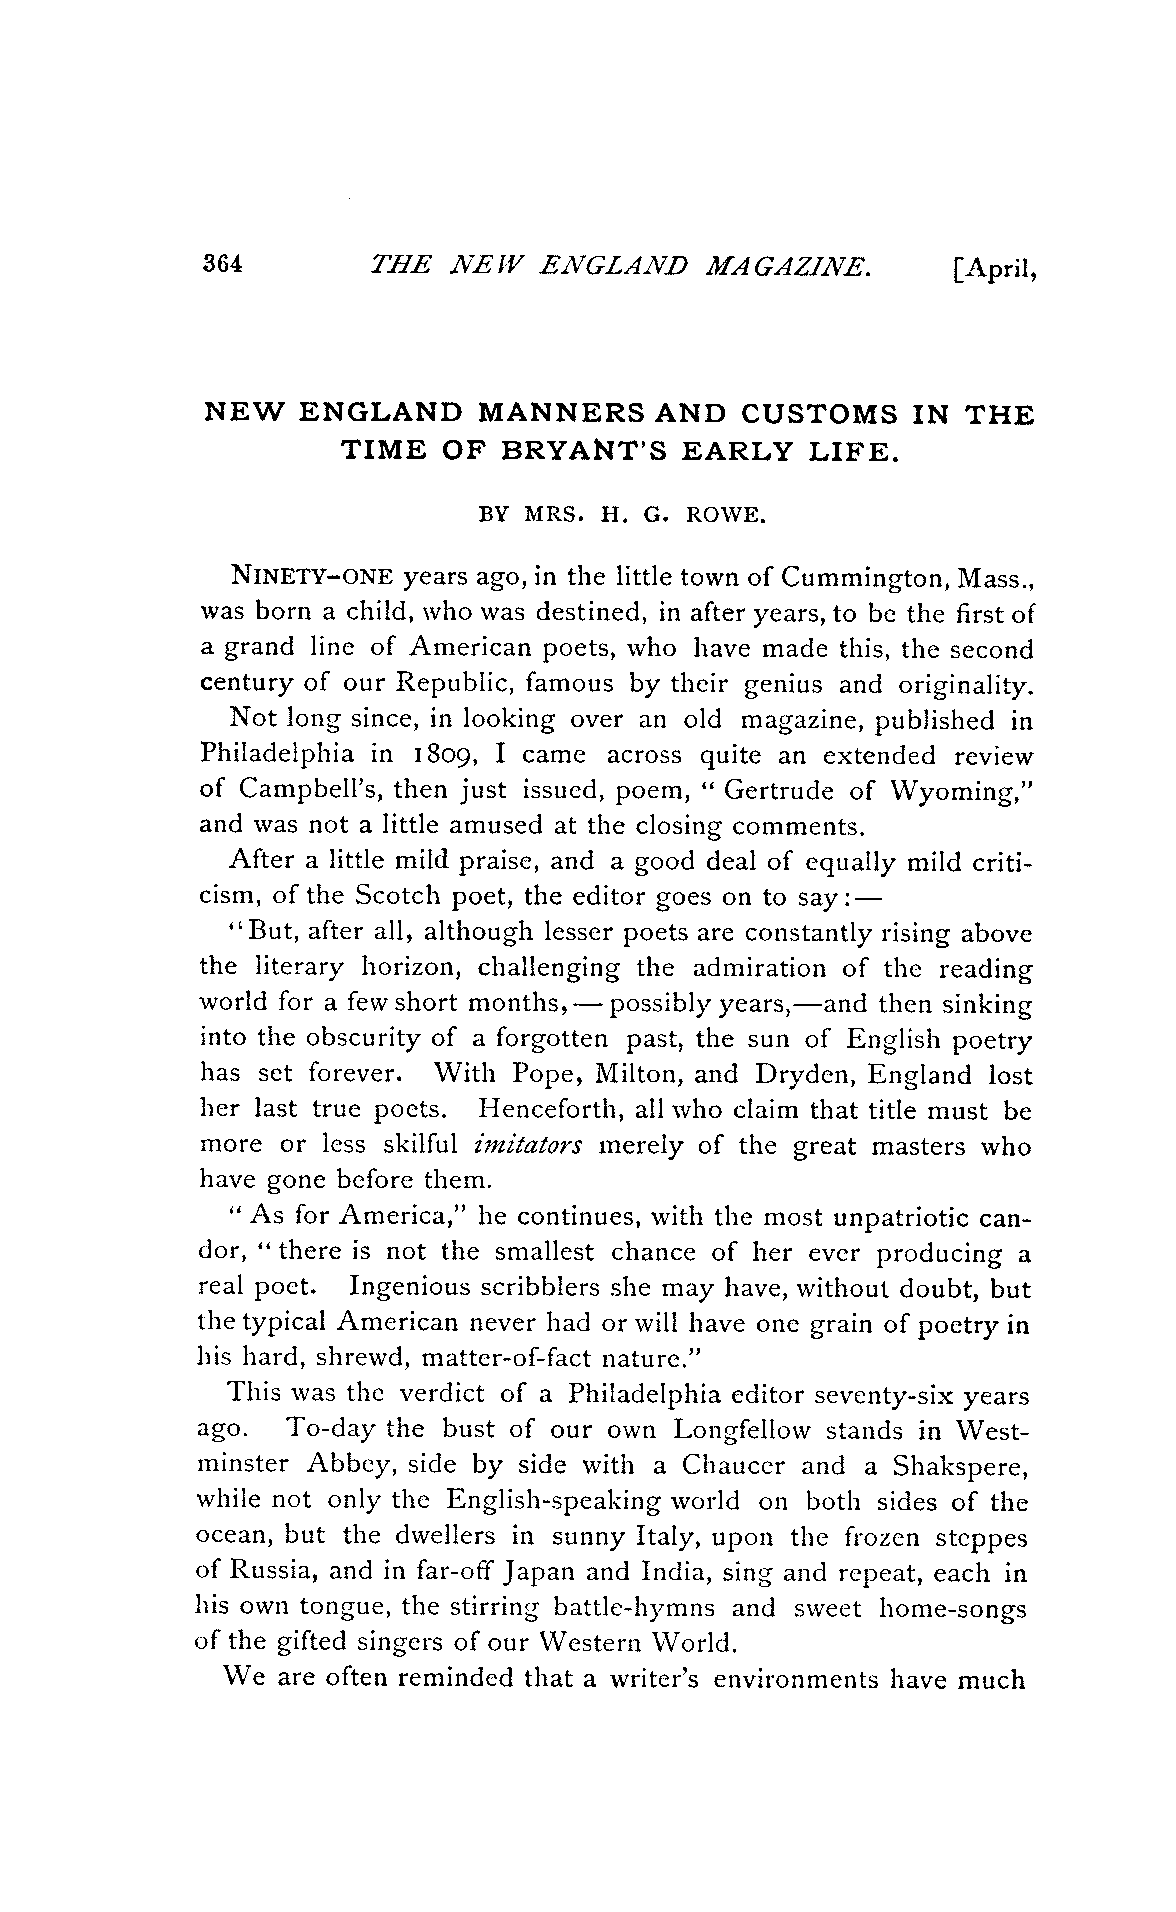 364 THE NEW ENGLAND MAGAZINE. [April,
NEW ENGLAND MANNERS AND CUSTOMS IN THE
TIME OF BRYANT'S EARLY LIFE.
BY MRS. H. G. ROWE.
NINETY-ONE years ago, in the little town of Cummington, Mass.,
was born a child, who was destined, in after years, to be the first of
a grand line of American poets, who have made this, the second
century of our Republic, famous by their genius and originality.
Not long since, in looking over an old magazine, published in
Philadelphia in 1809, I came across quite an extended review
of Campbell's, then just issued, poem, " Gertrude of Wyoming,"
and was not a little amused at the closing comments.
After a little mild praise, and a good deal of equally mild criti-
cism, of the Scotch poet, the editor goes on to say :—
"But, after all, although lesser poets are constantly rising above
the literary horizon, challenging the admiration of the reading
world for a few short months, — possibly years,—and then sinking
into the obscurity of a forgotten past, the sun of English poetry
has set forever. With Pope, Milton, and Dryden, England lost
her last true poets. Henceforth, all who claim that title must be
more or less skilful imitators merely of the great masters who
have gone before them.
" As for America," he continues, with the most unpatriotic can-
dor, " there is not the smallest chance of her ever producing a
real poet. Ingenious scribblers she may have, without doubt, but
the typical American never had or will have one grain of poetry in
his hard, shrewd, matter-of-fact nature."
This was the verdict of a Philadelphia editor seventy-six years
ago. To-day the bust of our own Longfellow stands in West-
minster Abbey, side by side with a Chaucer and a Shakspere,
while not only the English-speaking world on both sides of the
ocean, but the dwellers in sunny Italy, upon the frozen steppes
of Russia, and in far-off Japan and India, sing and repeat, each in
his own tongue, the stirring battle-hymns and sweet home-songs
of the gifted singers of our Western World.
We are often reminded that a writer's environments have much